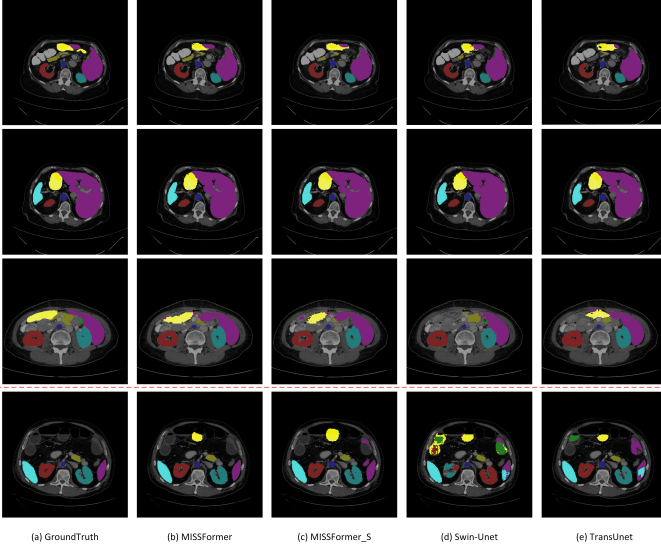 (a) GroundTruth
(b) MISSFormer
(c) MISSFormer_S
(d) Swin-Unet
(e) TransUnet